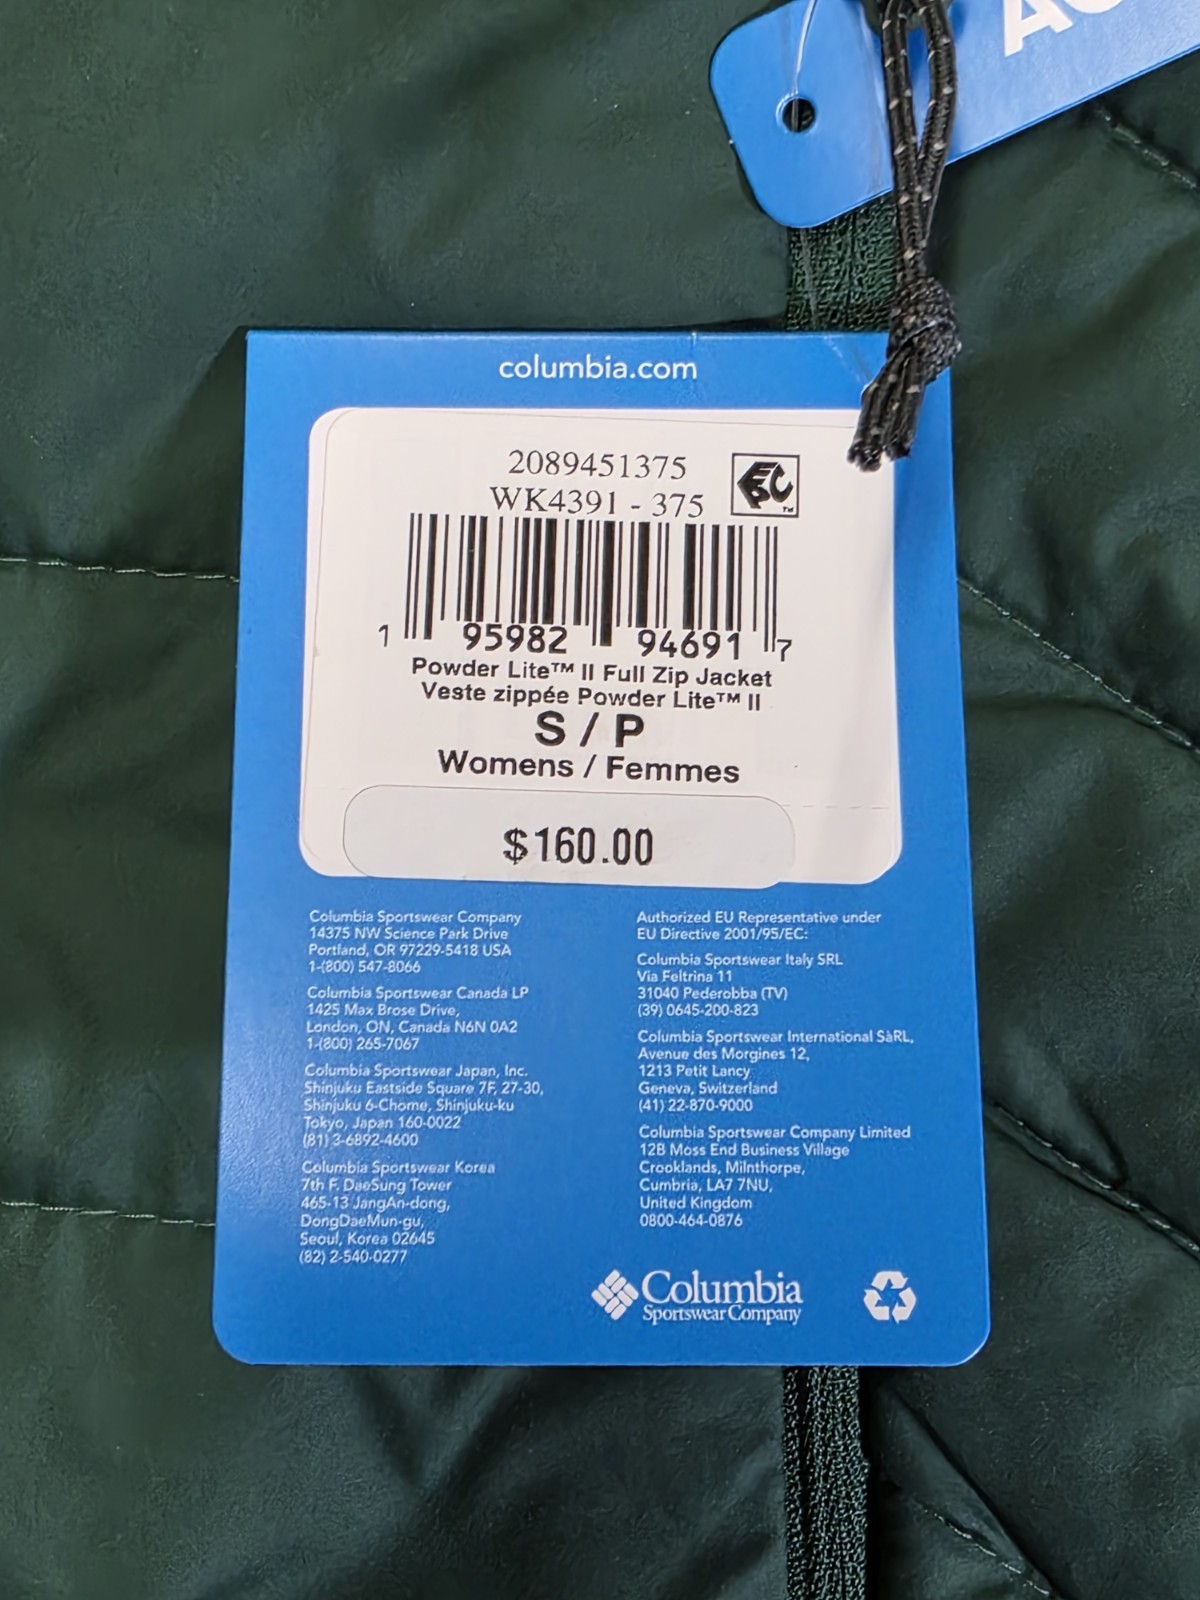 AC
columbia.com
2089451375
WK4391 - 375
1 95982 94691 7
Powder Lite™ II Full Zip Jacket
Veste zippée Powder Lite™ II
S / P
Womens / Femmes
$160.00
Columbia Sportswear Company
14375 NW Science Park Drive
Portland, OR 97229-5418 USA
1-(800) 547-8066
Columbia Sportswear Canada LP
1425 Max Brose Drive,
London, ON, Canada N6N 0A2
1-(800) 265-7067
Columbia Sportswear Japan, Inc.
Shinjuku Eastside Square 7F, 27-30,
Shinjuku 6-Chome, Shinjuku-ku
Tokyo, Japan 160-0022
(81) 3-6892-4600
Columbia Sportswear Korea
7th F. DaeSung Tower
465-13 JangAn-dong,
DongDaeMun-gu,
Seoul, Korea 02645
(82) 2-540-0277
Authorized EU Representative under
EU Directive 2001/95/EC:
Columbia Sportswear Italy SRL
Via Feltrina 11
31040 Pederobba (TV)
(39) 0645-200-823
Columbia Sportswear International SàRL,
Avenue des Morgines 12,
1213 Petit Lancy
Geneva, Switzerland
(41) 22-870-9000
Columbia Sportswear Company Limited
12B Moss End Business Village
Crooklands, Milnthorpe,
Cumbria, LA7 7NU,
United Kingdom
0800-464-0876
Columbia
Sportswear Company